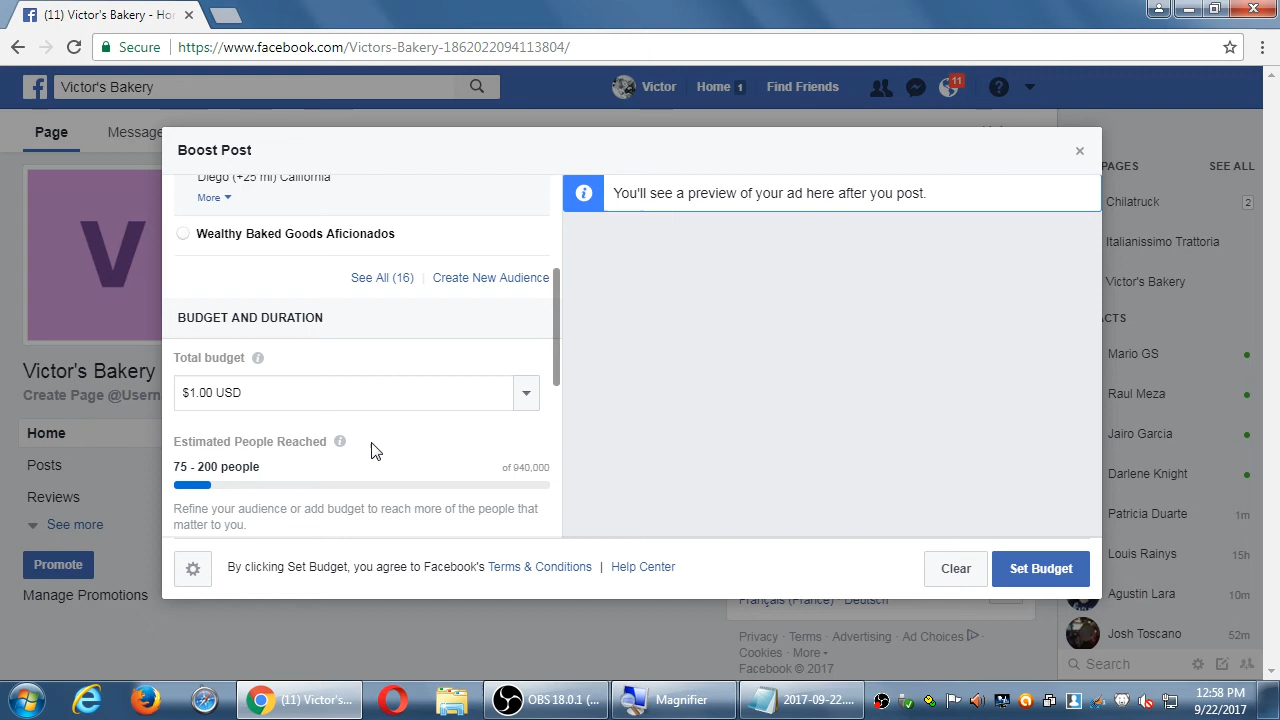 (11) Victor's Bakery - Ho
Secure
https://www.facebook.com/Victors-Bakery-1862022094113804/
Victor's Bakery
Victor
Home 1
Find Friends
11
Page
Messag
Boost Post
Diego (+25 mi) California
More
You'll see a preview of your ad here after you post.
Wealthy Baked Goods Aficionados
See All (16) | Create New Audience
BUDGET AND DURATION
Total budget
$1.00 USD
Estimated People Reached
75 - 200 people
of 940,000
Refine your audience or add budget to reach more of the people that
matter to you.
By clicking Set Budget, you agree to Facebook's Terms & Conditions | Help Center
Clear
Set Budget
V
Victor's Bakery
Create Page @Usern
Home
Posts
Reviews
See more
Promote
Manage Promotions
PAGES
SEE ALL
Chilatruck
2
Italianissimo Trattoria
Victor's Bakery
ACTS
Mario GS
Raul Meza
Jairo Garcia
Darlene Knight
Patricia Duarte
1m
Louis Rainys
15h
Agustin Lara
10m
Josh Toscano
52m
Search
Français (France) · Deutsch
Privacy · Terms · Advertising · Ad Choices ·
Cookies · More
Facebook © 2017
(11) Victor's...
OBS 18.0.1 (...
Magnifier
2017-09-22....
12:58 PM
9/22/2017